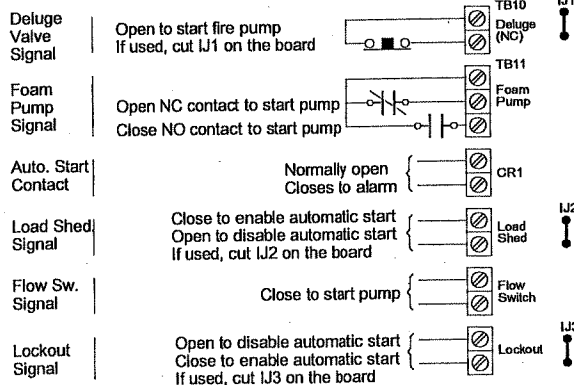 Deluge
Valve
Signal
Open to start fire pump
If used, cut IJ1 on the board
TB10
Deluge
(NC)
IJ1
Foam
Pump
Signal
Open NC contact to start pump
Close NO contact to start pump
TB11
Foam
Pump
Auto. Start
Contact
Normally open
Closes to alarm
CR1
Load Shed
Signal
Close to enable automatic start
Open to disable automatic start
If used, cut IJ2 on the board
Load
Shed
IJ2
Flow Sw.
Signal
Close to start pump
Flow
Switch
Lockout
Signal
Open to disable automatic start
Close to enable automatic start
If used, cut IJ3 on the board
Lockout
IJ3